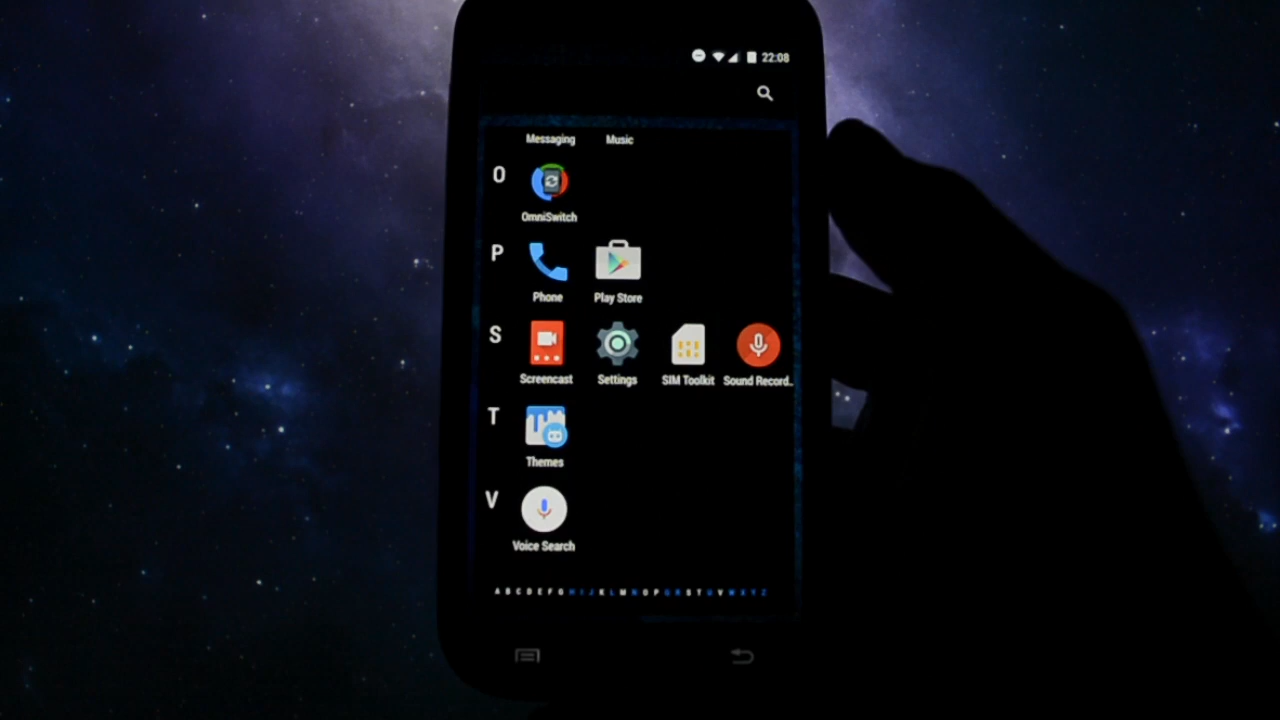 22:08
Messaging Music
O
OmniSwitch
P
Phone Play Store
S
Screencast Settings SIM Toolkit Sound Record..
T
Themes
V
Voice Search
A B C D E F G H I J K L M N O P Q R S T U V W X Y Z